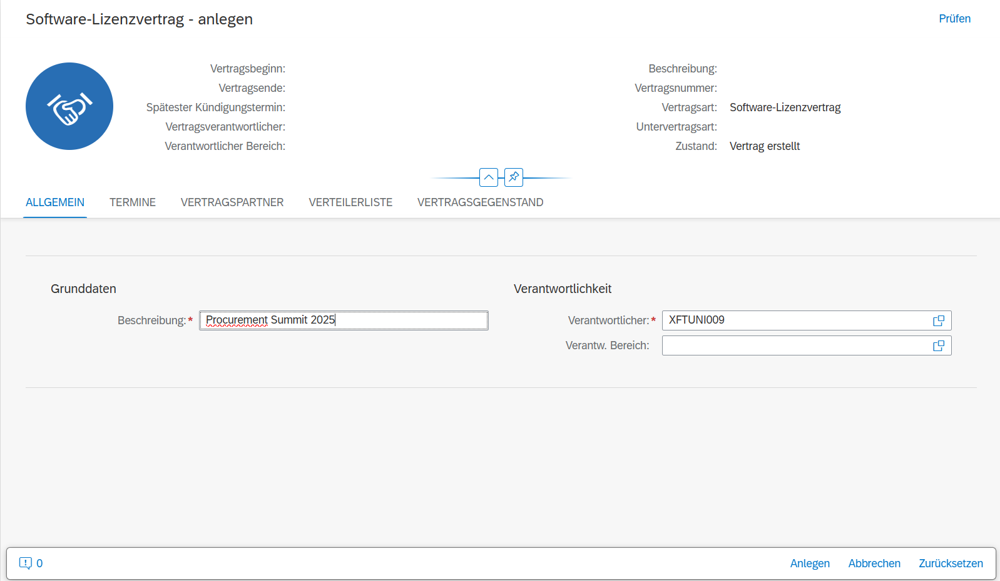 Software-Lizenzvertrag - anlegen
Prüfen
Vertragsbeginn:
Vertragsende:
Spätester Kündigungstermin:
Vertragsverantwortlicher:
Verantwortlicher Bereich:
Beschreibung:
Vertragsnummer:
Vertragsart: Software-Lizenzvertrag
Untervertragsart:
Zustand: Vertrag erstellt
ALLGEMEIN TERMINE VERTRAGSPARTNER VERTEILERLISTE VERTRAGSGEGENSTAND
Grunddaten
Beschreibung:* Procurement Summit 2025
Verantwortlichkeit
Verantwortlicher:* XFTUNI009
Verantw. Bereich:
0
Anlegen Abbrechen Zurücksetzen